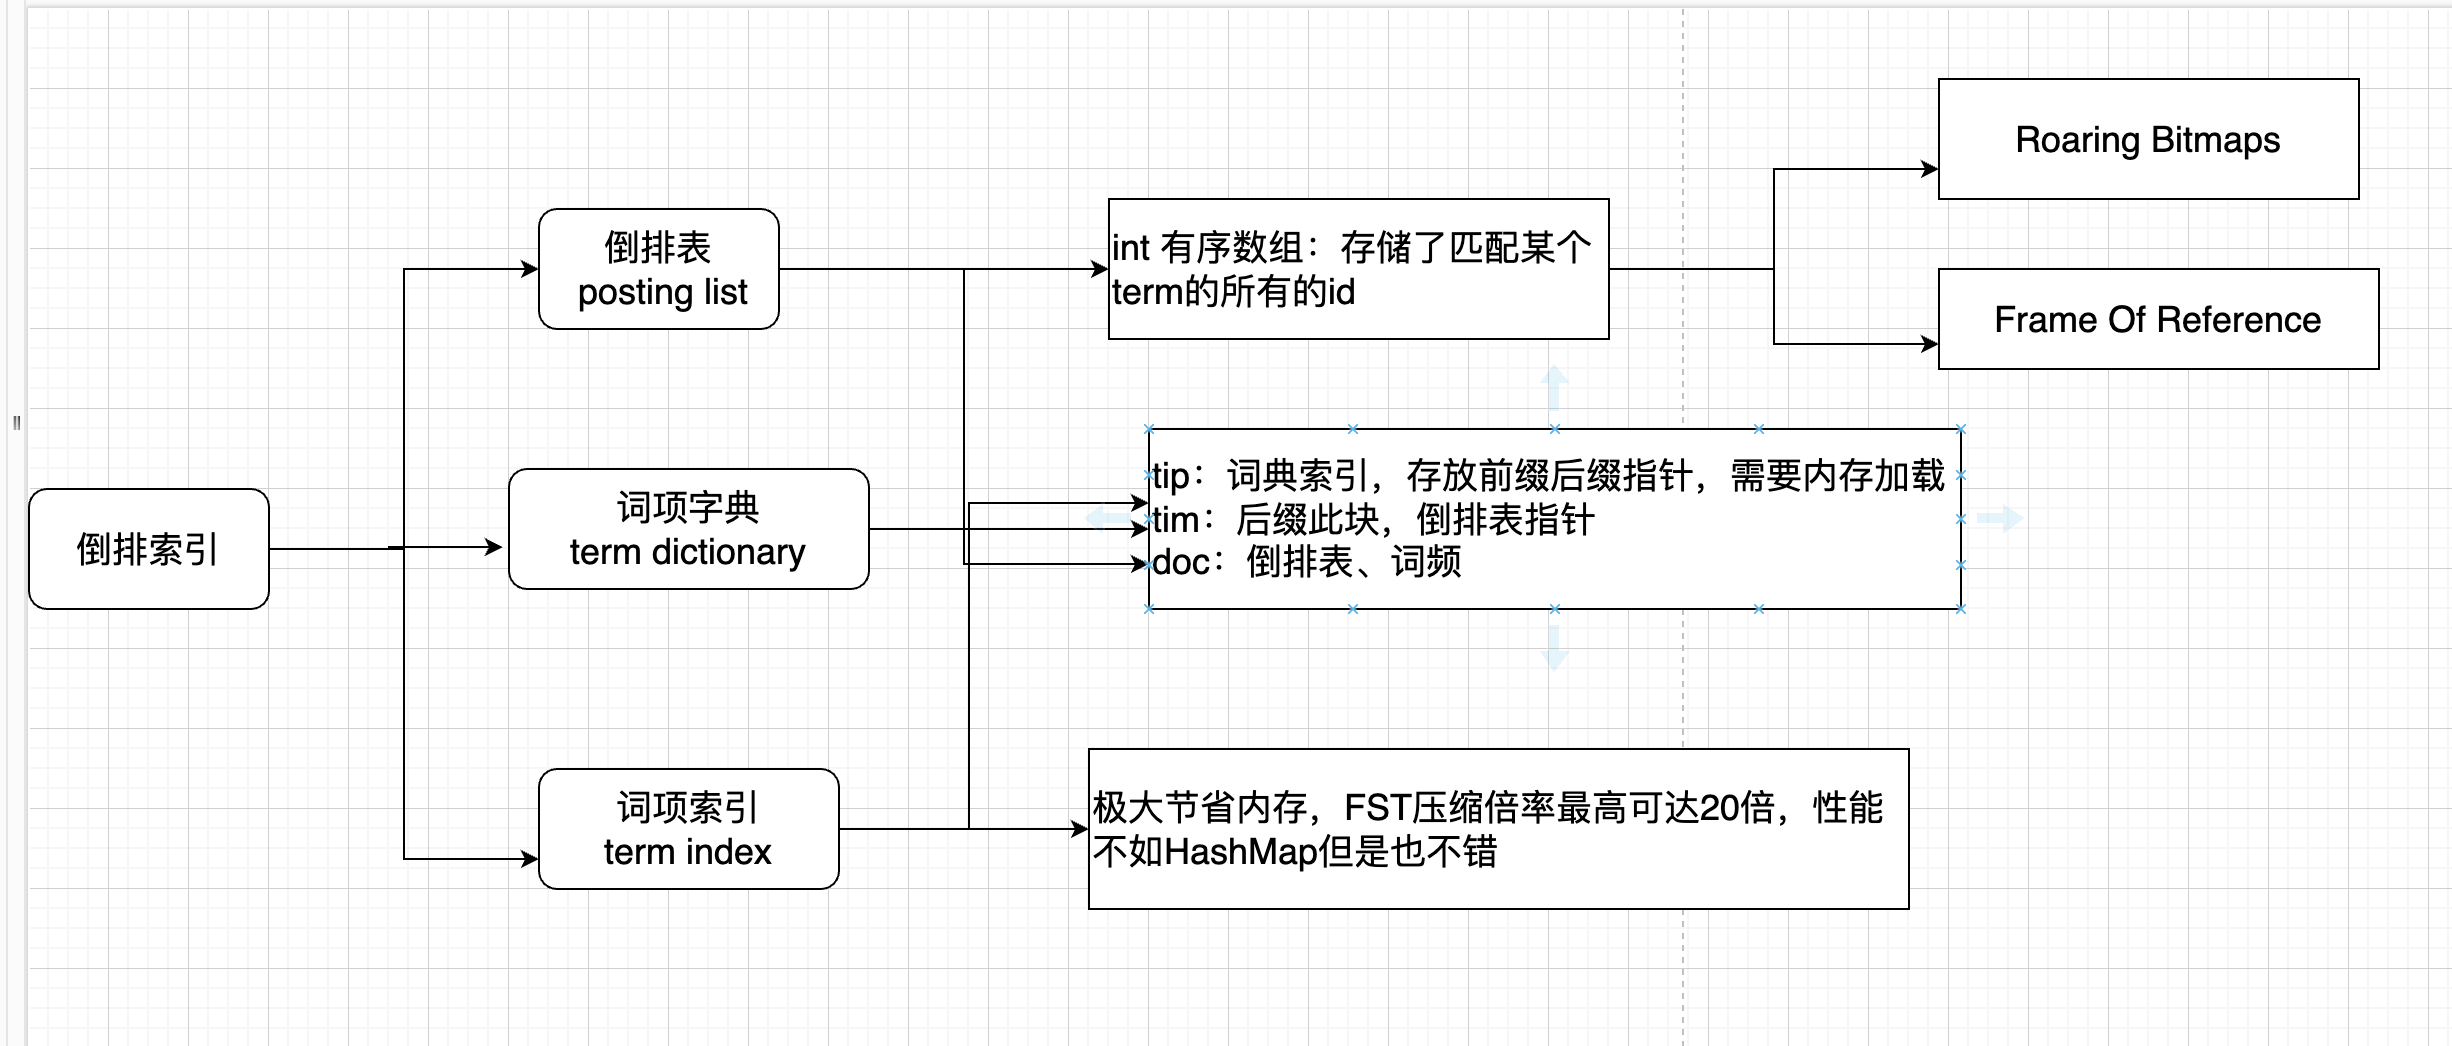 倒排索引
倒排表
posting list
词项字典
term dictionary
词项索引
term index
int 有序数组：存储了匹配某个
term的所有的id
tip：词典索引，存放前缀后缀指针，需要内存加载
tim：后缀此块，倒排表指针
doc：倒排表、词频
极大节省内存，FST压缩倍率最高可达20倍，性能
不如HashMap但是也不错
Roaring Bitmaps
Frame Of Reference